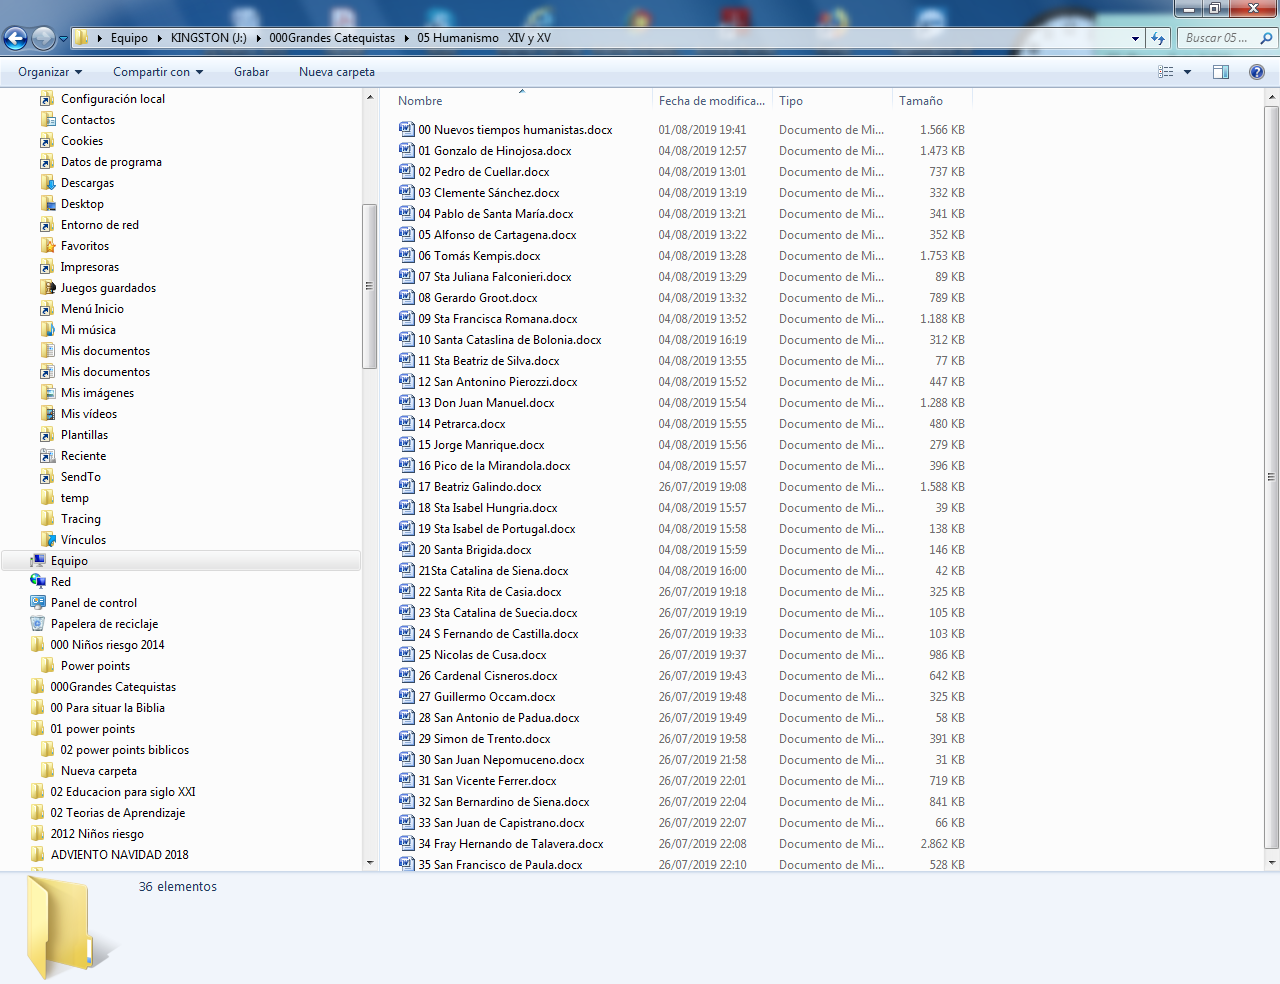 Equipo KINGSTON (J:) 000Grandes Catequistas 05 Humanismo XIV y XV Buscar 05 ...
Organizar Compartir con Grabar Nueva carpeta
Configuración local
Contactos
Cookies
Datos de programa
Descargas
Desktop
Entorno de red
Favoritos
Impresoras
Juegos guardados
Menú Inicio
Mi música
Mis documentos
Mis documentos
Mis imágenes
Mis vídeos
Plantillas
Reciente
SendTo
temp
Tracing
Vínculos
Equipo
Red
Panel de control
Papelera de reciclaje
000 Niños riesgo 2014
Power points
000Grandes Catequistas
00 Para situar la Biblia
01 power points
02 power points biblicos
Nueva carpeta
02 Educacion para siglo XXI
02 Teorias de Aprendizaje
2012 Niños riesgo
ADVIENTO NAVIDAD 2018
Nombre Fecha de modifica... Tipo Tamaño
00 Nuevos tiempos humanistas.docx 01/08/2019 19:41 Documento de Mi... 1.566 KB
01 Gonzalo de Hinojosa.docx 04/08/2019 12:57 Documento de Mi... 1.473 KB
02 Pedro de Cuellar.docx 04/08/2019 13:01 Documento de Mi... 737 KB
03 Clemente Sánchez.docx 04/08/2019 13:19 Documento de Mi... 332 KB
04 Pablo de Santa María.docx 04/08/2019 13:21 Documento de Mi... 341 KB
05 Alfonso de Cartagena.docx 04/08/2019 13:22 Documento de Mi... 352 KB
06 Tomás Kempis.docx 04/08/2019 13:28 Documento de Mi... 1.753 KB
07 Sta Juliana Falconieri.docx 04/08/2019 13:29 Documento de Mi... 89 KB
08 Gerardo Groot.docx 04/08/2019 13:32 Documento de Mi... 789 KB
09 Sta Francisca Romana.docx 04/08/2019 13:52 Documento de Mi... 1.188 KB
10 Santa Cataslina de Bolonia.docx 04/08/2019 16:19 Documento de Mi... 312 KB
11 Sta Beatriz de Silva.docx 04/08/2019 13:55 Documento de Mi... 77 KB
12 San Antonino Pierozzi.docx 04/08/2019 15:52 Documento de Mi... 447 KB
13 Don Juan Manuel.docx 04/08/2019 15:54 Documento de Mi... 1.288 KB
14 Petrarca.docx 04/08/2019 15:55 Documento de Mi... 480 KB
15 Jorge Manrique.docx 04/08/2019 15:56 Documento de Mi... 279 KB
16 Pico de la Mirandola.docx 04/08/2019 15:57 Documento de Mi... 396 KB
17 Beatriz Galindo.docx 26/07/2019 19:08 Documento de Mi... 1.588 KB
18 Sta Isabel Hungria.docx 04/08/2019 15:57 Documento de Mi... 39 KB
19 Sta Isabel de Portugal.docx 04/08/2019 15:58 Documento de Mi... 138 KB
20 Santa Brigida.docx 04/08/2019 15:59 Documento de Mi... 146 KB
21Sta Catalina de Siena.docx 04/08/2019 16:00 Documento de Mi... 42 KB
22 Santa Rita de Casia.docx 26/07/2019 19:18 Documento de Mi... 325 KB
23 Sta Catalina de Suecia.docx 26/07/2019 19:19 Documento de Mi... 105 KB
24 S Fernando de Castilla.docx 26/07/2019 19:33 Documento de Mi... 103 KB
25 Nicolas de Cusa.docx 26/07/2019 19:37 Documento de Mi... 986 KB
26 Cardenal Cisneros.docx 26/07/2019 19:43 Documento de Mi... 642 KB
27 Guillermo Occam.docx 26/07/2019 19:48 Documento de Mi... 325 KB
28 San Antonio de Padua.docx 26/07/2019 19:49 Documento de Mi... 58 KB
29 Simon de Trento.docx 26/07/2019 19:58 Documento de Mi... 391 KB
30 San Juan Nepomuceno.docx 26/07/2019 21:58 Documento de Mi... 31 KB
31 San Vicente Ferrer.docx 26/07/2019 22:01 Documento de Mi... 719 KB
32 San Bernardino de Siena.docx 26/07/2019 22:04 Documento de Mi... 841 KB
33 San Juan de Capistrano.docx 26/07/2019 22:07 Documento de Mi... 66 KB
34 Fray Hernando de Talavera.docx 26/07/2019 22:08 Documento de Mi... 2.862 KB
35 San Francisco de Paula.docx 26/07/2019 22:10 Documento de Mi... 528 KB
36 elementos